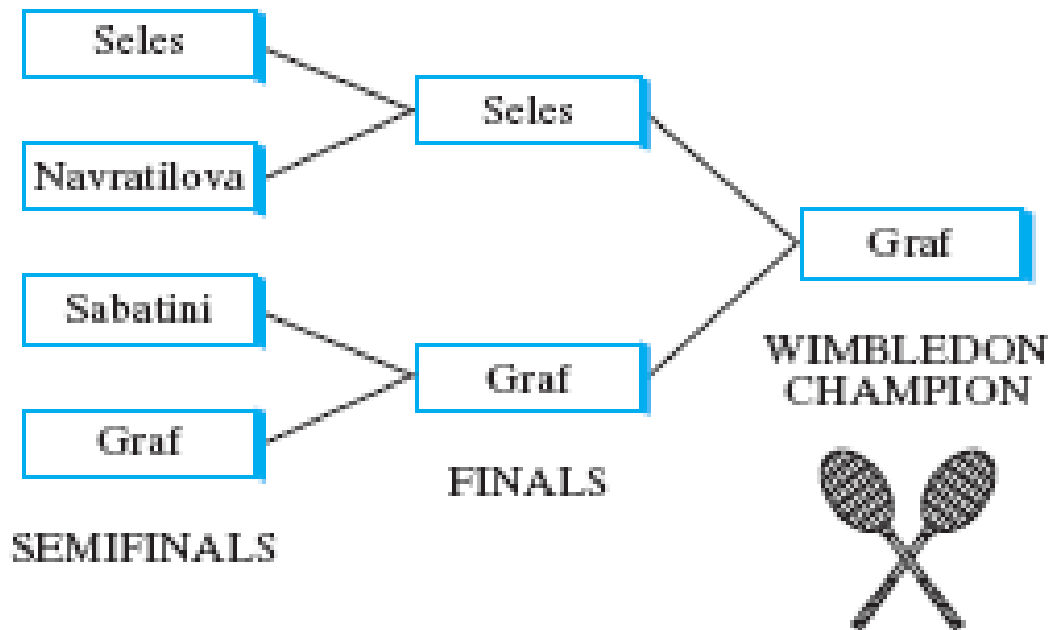 Seles
Navratilova
Sabatini
Graf
SEMIFINALS
Seles
Graf
FINALS
Graf
WIMBLEDON
CHAMPION